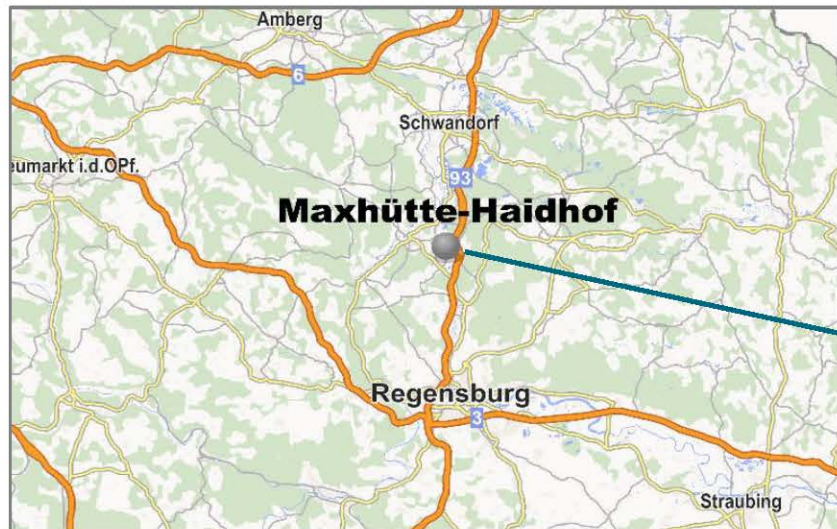 Amberg
6
Schwandorf
eumarkt i.d.OPf.
93
Maxhütte-Haidhof
Regensburg
3
Straubing